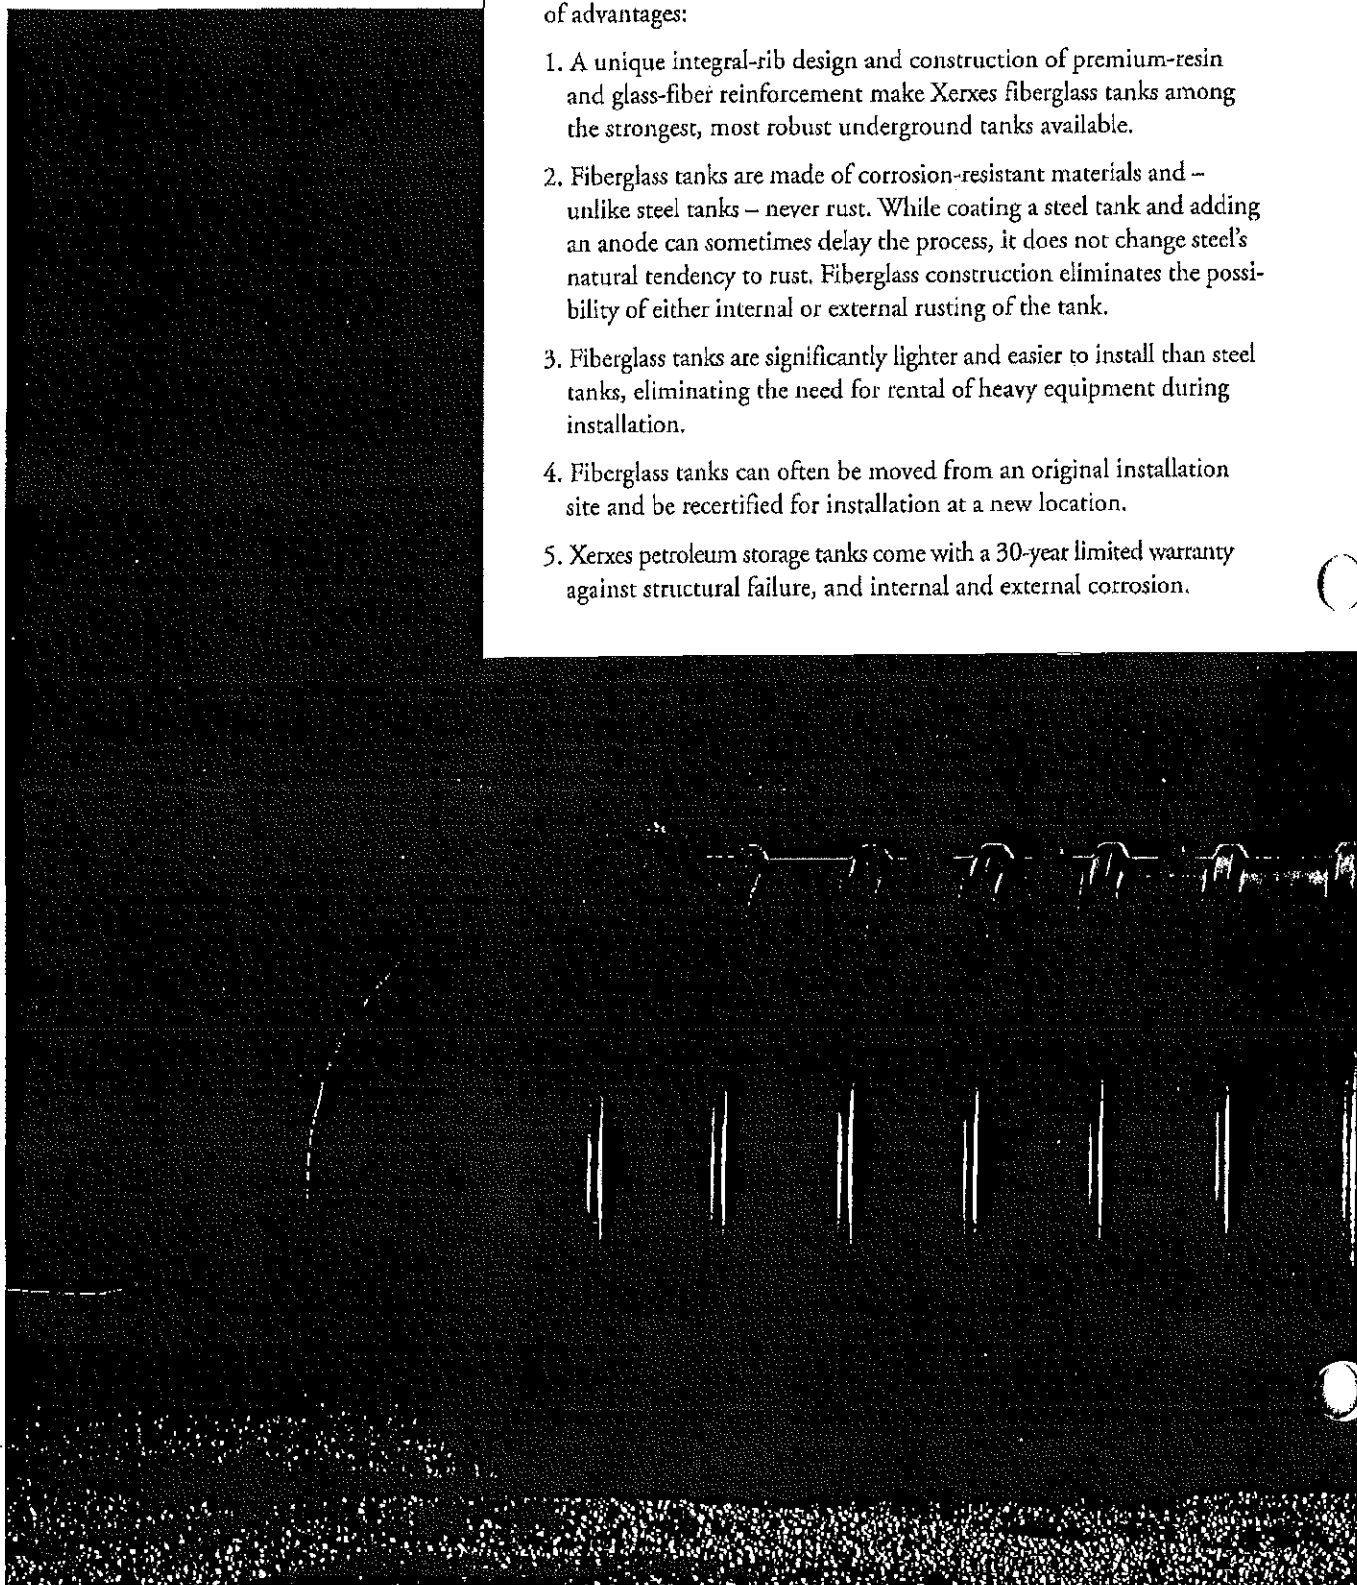 of advantages:
1. A unique integral-rib design and construction of premium-resin
and glass-fiber reinforcement make Xerxes fiberglass tanks among
the strongest, most robust underground tanks available.
2. Fiberglass tanks are made of corrosion-resistant materials and –
unlike steel tanks – never rust. While coating a steel tank and adding
an anode can sometimes delay the process, it does not change steel's
natural tendency to rust. Fiberglass construction eliminates the possi-
bility of either internal or external rusting of the tank.
3. Fiberglass tanks are significantly lighter and easier to install than steel
tanks, eliminating the need for rental of heavy equipment during
installation.
4. Fiberglass tanks can often be moved from an original installation
site and be recertified for installation at a new location.
5. Xerxes petroleum storage tanks come with a 30-year limited warranty
against structural failure, and internal and external corrosion.